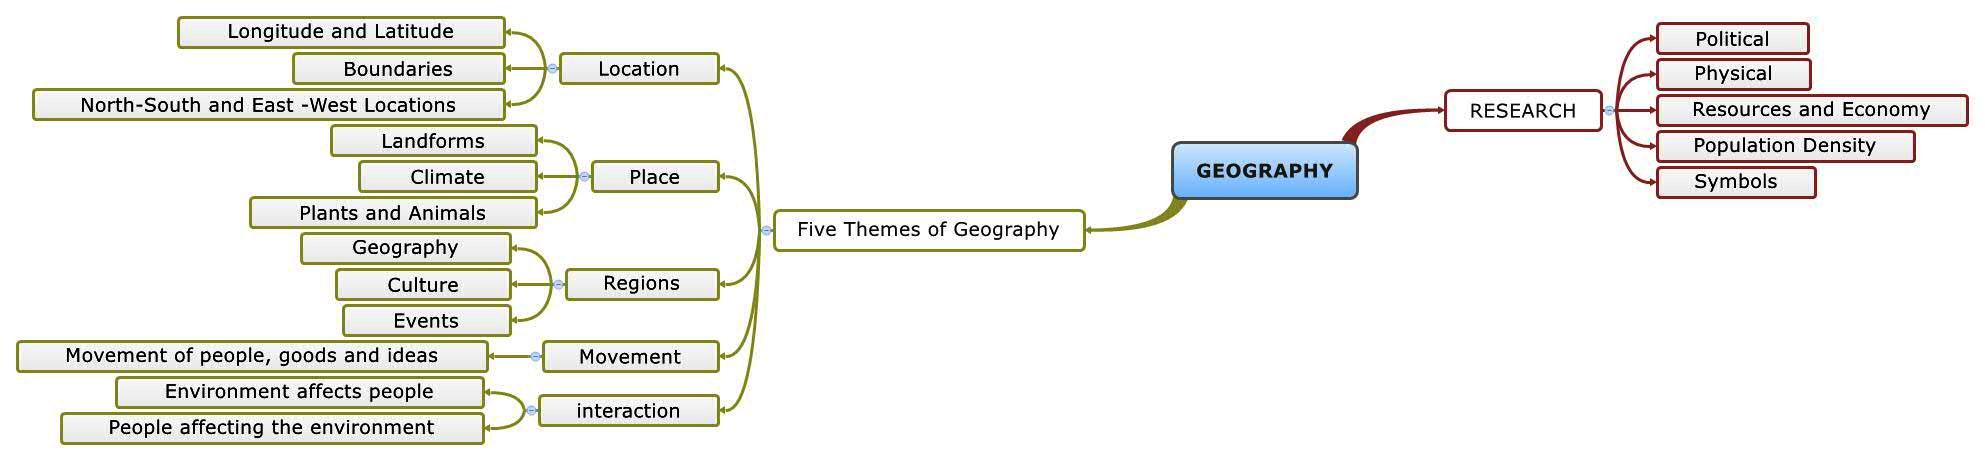 GEOGRAPHY
RESEARCH
Political
Physical
Resources and Economy
Population Density
Symbols
Five Themes of Geography
Location
Longitude and Latitude
Boundaries
North-South and East -West Locations
Place
Landforms
Climate
Plants and Animals
Regions
Geography
Culture
Events
Movement
Movement of people, goods and ideas
interaction
Environment affects people
People affecting the environment